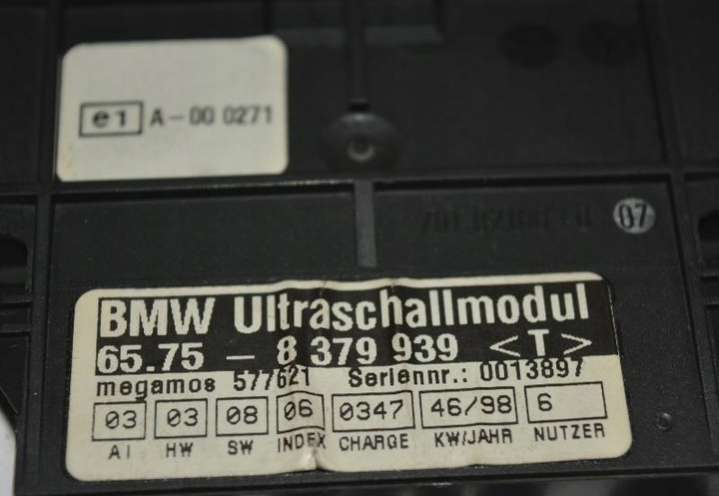 e1 A-00 0271
07
BMW Ultraschallmodul
65.75 - 8 379 939 <T>
megamos 577621 Seriennr.: 0013897
03 03 08 06 0347 46/98 6
AI HW SW INDEX CHARGE KW/JAHR NUTZER